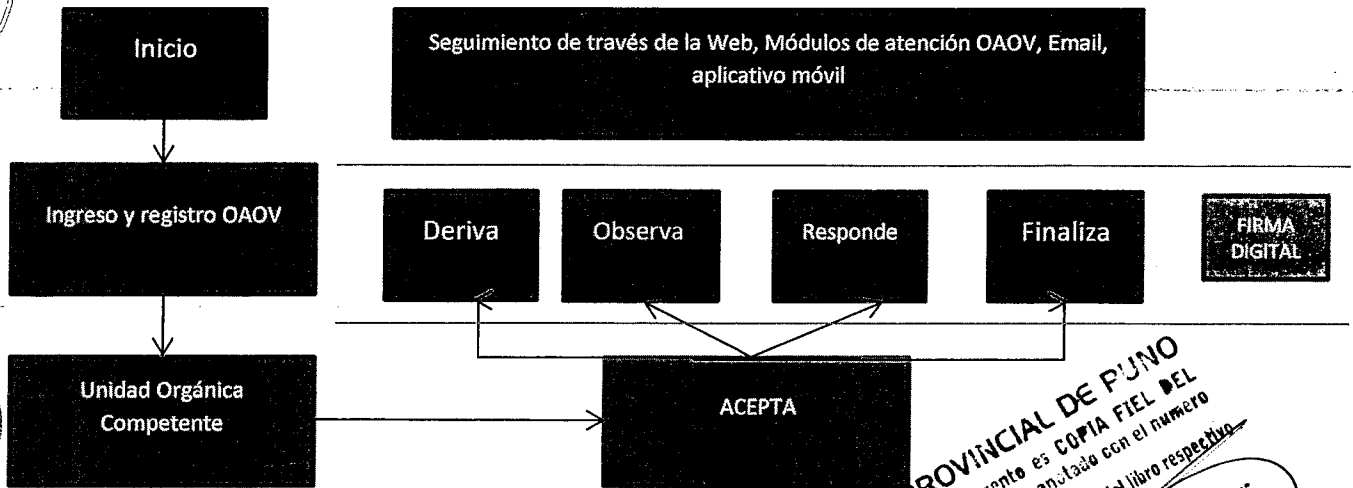 Inicio
Seguimiento de través de la Web, Módulos de atención OAOV, Email,
aplicativo móvil
Ingreso y registro OAOV
Deriva
Observa
Responde
Finaliza
FIRMA
DIGITAL
Unidad Orgánica
Competente
ACEPTA
PROVINCIAL DE PUNO
es COPIA FIEL DEL
anotado con el numero
del libro respectivo